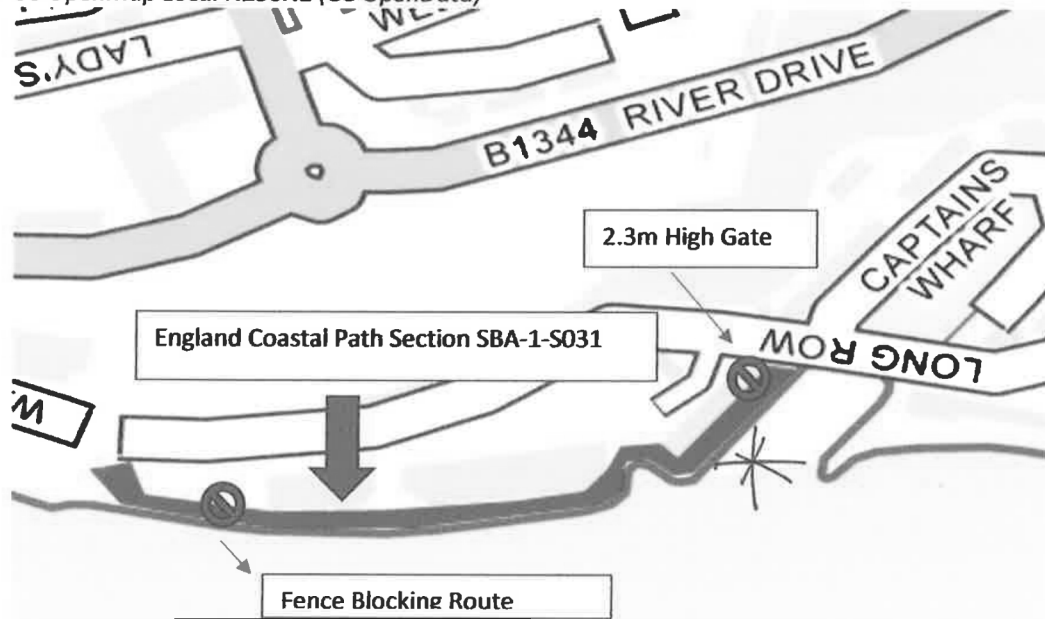 LADY'S
B1344 RIVER DRIVE
CAPTAINS
WHARF
2.3m High Gate
England Coastal Path Section SBA-1-S031
LONG ROW
Fence Blocking Route